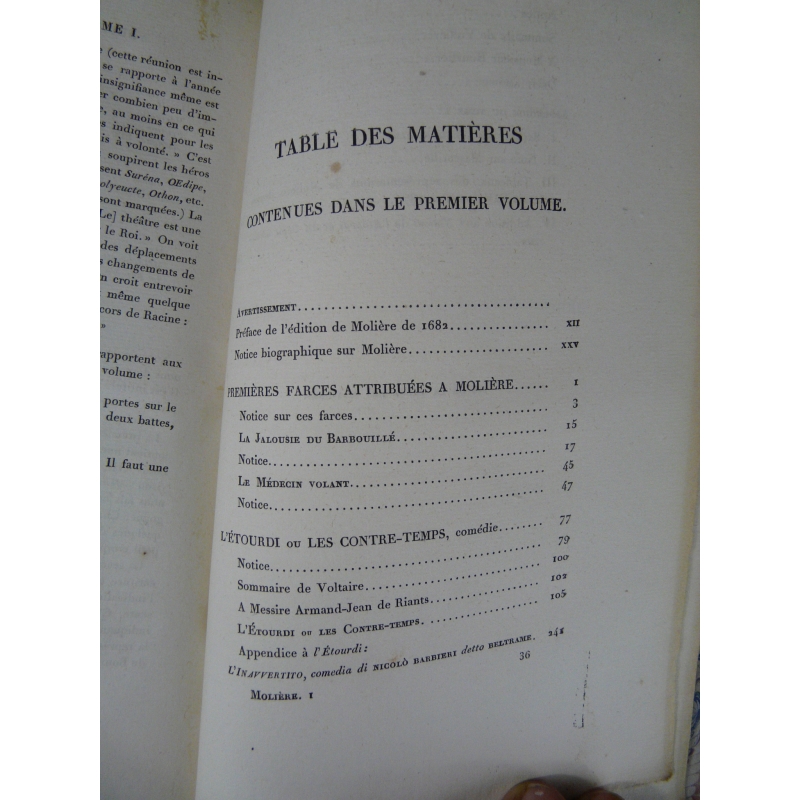 ME I.
(cette réunion est in-
se rapporte à l'année
insignifiance même est
er combien peu d'im-
e, au moins en ce qui
es indiquent pour les
is à volonté. » C'est
soupirent les héros
sent Suréna, Œdipe,
olyeucte, Othon, etc.
sont marquées.) La
Le] théâtre est une
le Roi. » On voit
des déplacements
s changements de
n croit entrevoir
même quelque
cors de Racine :
»
apportent aux
volume :
portes sur le
deux battes,
Il faut une
TABLE DES MATIÈRES
CONTENUES DANS LE PREMIER VOLUME.
Avertissement
Préface de l'édition de Molière de 1682 XII
Notice biographique sur Molière XXV
PREMIÈRES FARCES ATTRIBUÉES A MOLIÈRE 1
Notice sur ces farces 3
La Jalousie du Barbouillé 15
Notice 17
Le Médecin volant 45
Notice 47
L'ÉTOURDI ou LES CONTRE-TEMPS, comédie 77
Notice 79
Sommaire de Voltaire 100
A Messire Armand-Jean de Riants 102
L'Étourdi ou les Contre-temps 105
Appendice à l'Étourdi :
L'Inavvertito, comedia di Nicolò Barbieri detto Beltrame. 241
Molière. I 36